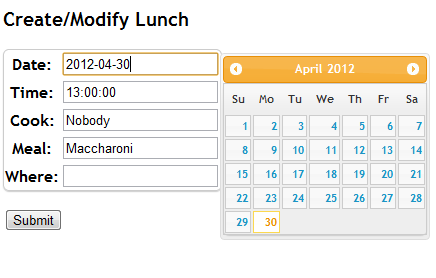 Create/Modify Lunch
Date: 2012-04-30
Time: 13:00:00
Cook: Nobody
Meal: Maccharoni
Where:
Submit
April 2012
Su Mo Tu We Th Fr Sa
1 2 3 4 5 6 7
8 9 10 11 12 13 14
15 16 17 18 19 20 21
22 23 24 25 26 27 28
29 30